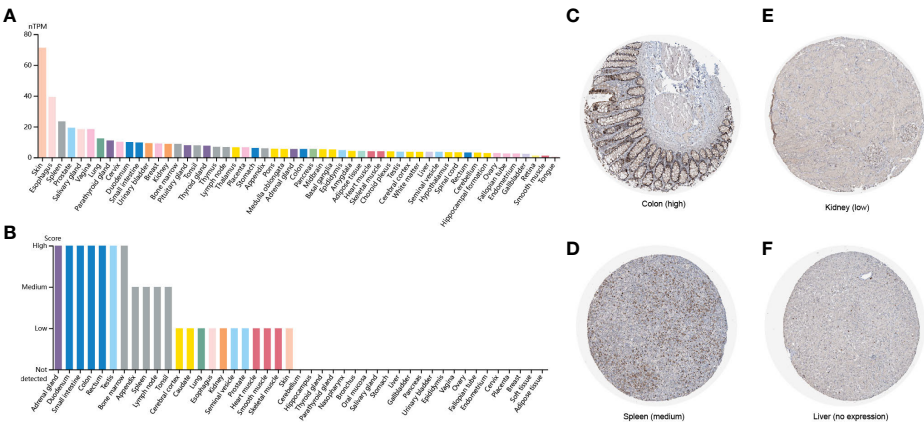 A
nTPM
80
60
40
20
0
Skin
Esophagus
Spleen
Prostate
Salivary gland
Vagina
Lung
Parathyroid gland
Cervix
Duodenum
Small intestine
Urinary bladder
Breast
Kidney
Bone marrow
Pituitary gland
Tonsil
Thyroid gland
Thymus
Lymph node
Thalamus
Placenta
Stomach
Appendix
Pons
Medulla oblongata
Adrenal gland
Colon
Pancreas
Midbrain
Basal ganglia
Epididymis
Amygdala
Adipose tissue
Heart muscle
Skeletal muscle
Choroid plexus
Testis
Cerebral cortex
White matter
Liver
Seminal vesicle
Hypothalamus
Spinal cord
Rectum
Cerebellum
Hippocampal formation
Ovary
Fallopian tube
Endometrium
Gallbladder
Retina
Smooth muscle
Tongue
B
Score
High
Medium
Low
Not
detected
Adrenal gland
Duodenum
Small intestine
Colon
Rectum
Testis
Bone marrow
Appendix
Spleen
Lymph node
Tonsil
Cerebral cortex
Caudate
Lung
Esophagus
Kidney
Seminal vesicle
Prostate
Heart muscle
Smooth muscle
Skeletal muscle
Skin
Cerebellum
Hippocampus
Thyroid gland
Parathyroid gland
Nasopharynx
Bronchus
Oral mucosa
Salivary gland
Stomach
Liver
Gallbladder
Pancreas
Urinary bladder
Epididymis
Vagina
Ovary
Fallopian tube
Endometrium
Cervix
Placenta
Breast
Soft tissue
Adipose tissue
C
Colon (high)
D
Spleen (medium)
E
Kidney (low)
F
Liver (no expression)